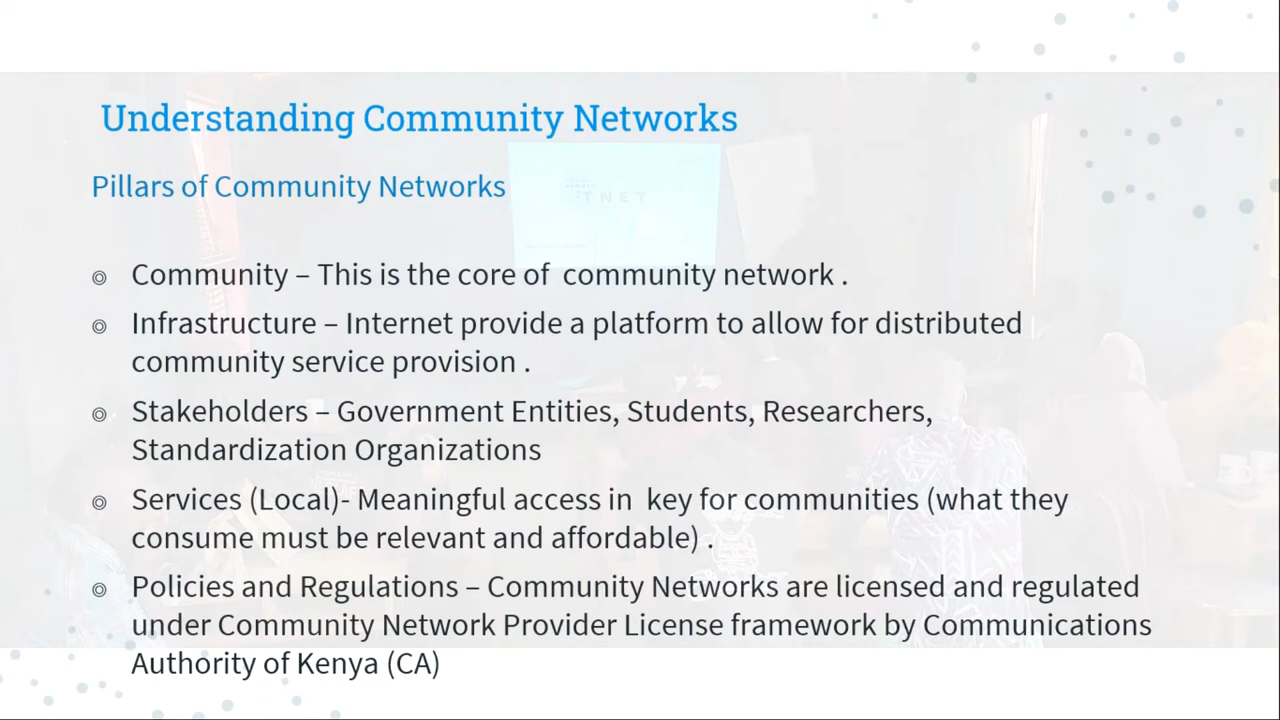 Understanding Community Networks
Pillars of Community Networks
TNET
◎ Community – This is the core of  community network .
◎ Infrastructure – Internet provide a platform to allow for distributed
community service provision .
◎ Stakeholders – Government Entities, Students, Researchers,
Standardization Organizations
◎ Services (Local)- Meaningful access in  key for communities (what they
consume must be relevant and affordable) .
◎ Policies and Regulations – Community Networks are licensed and regulated
under Community Network Provider License framework by Communications
Authority of Kenya (CA)